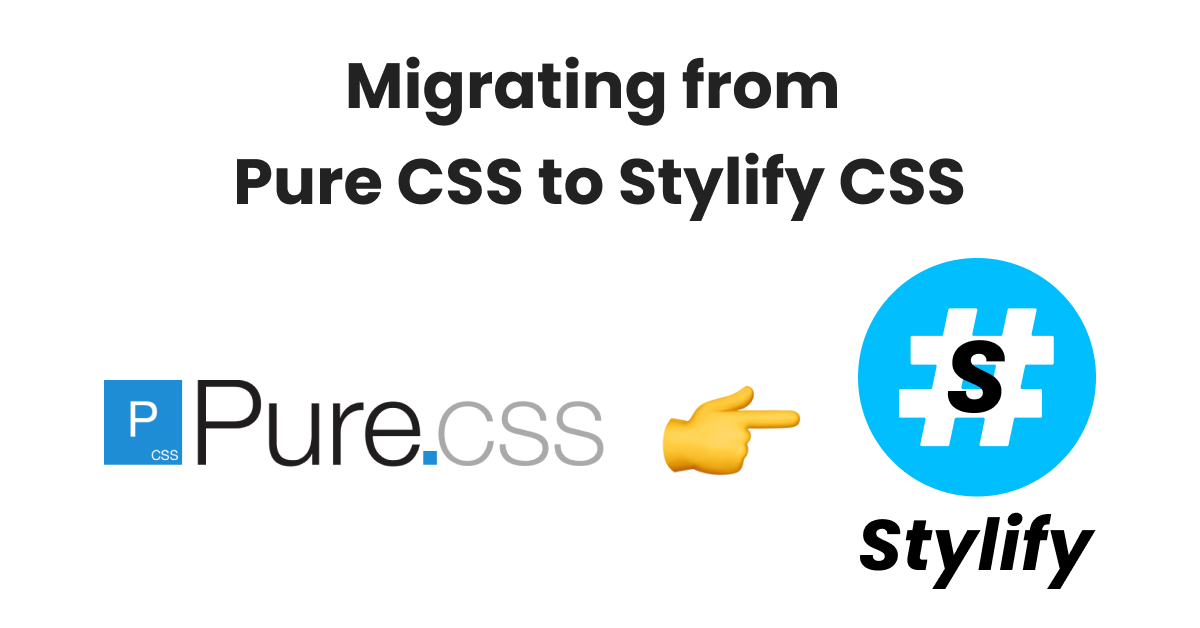 Migrating from
Pure CSS to Stylify CSS
P
CSS
Pure.css
#
S
Stylify